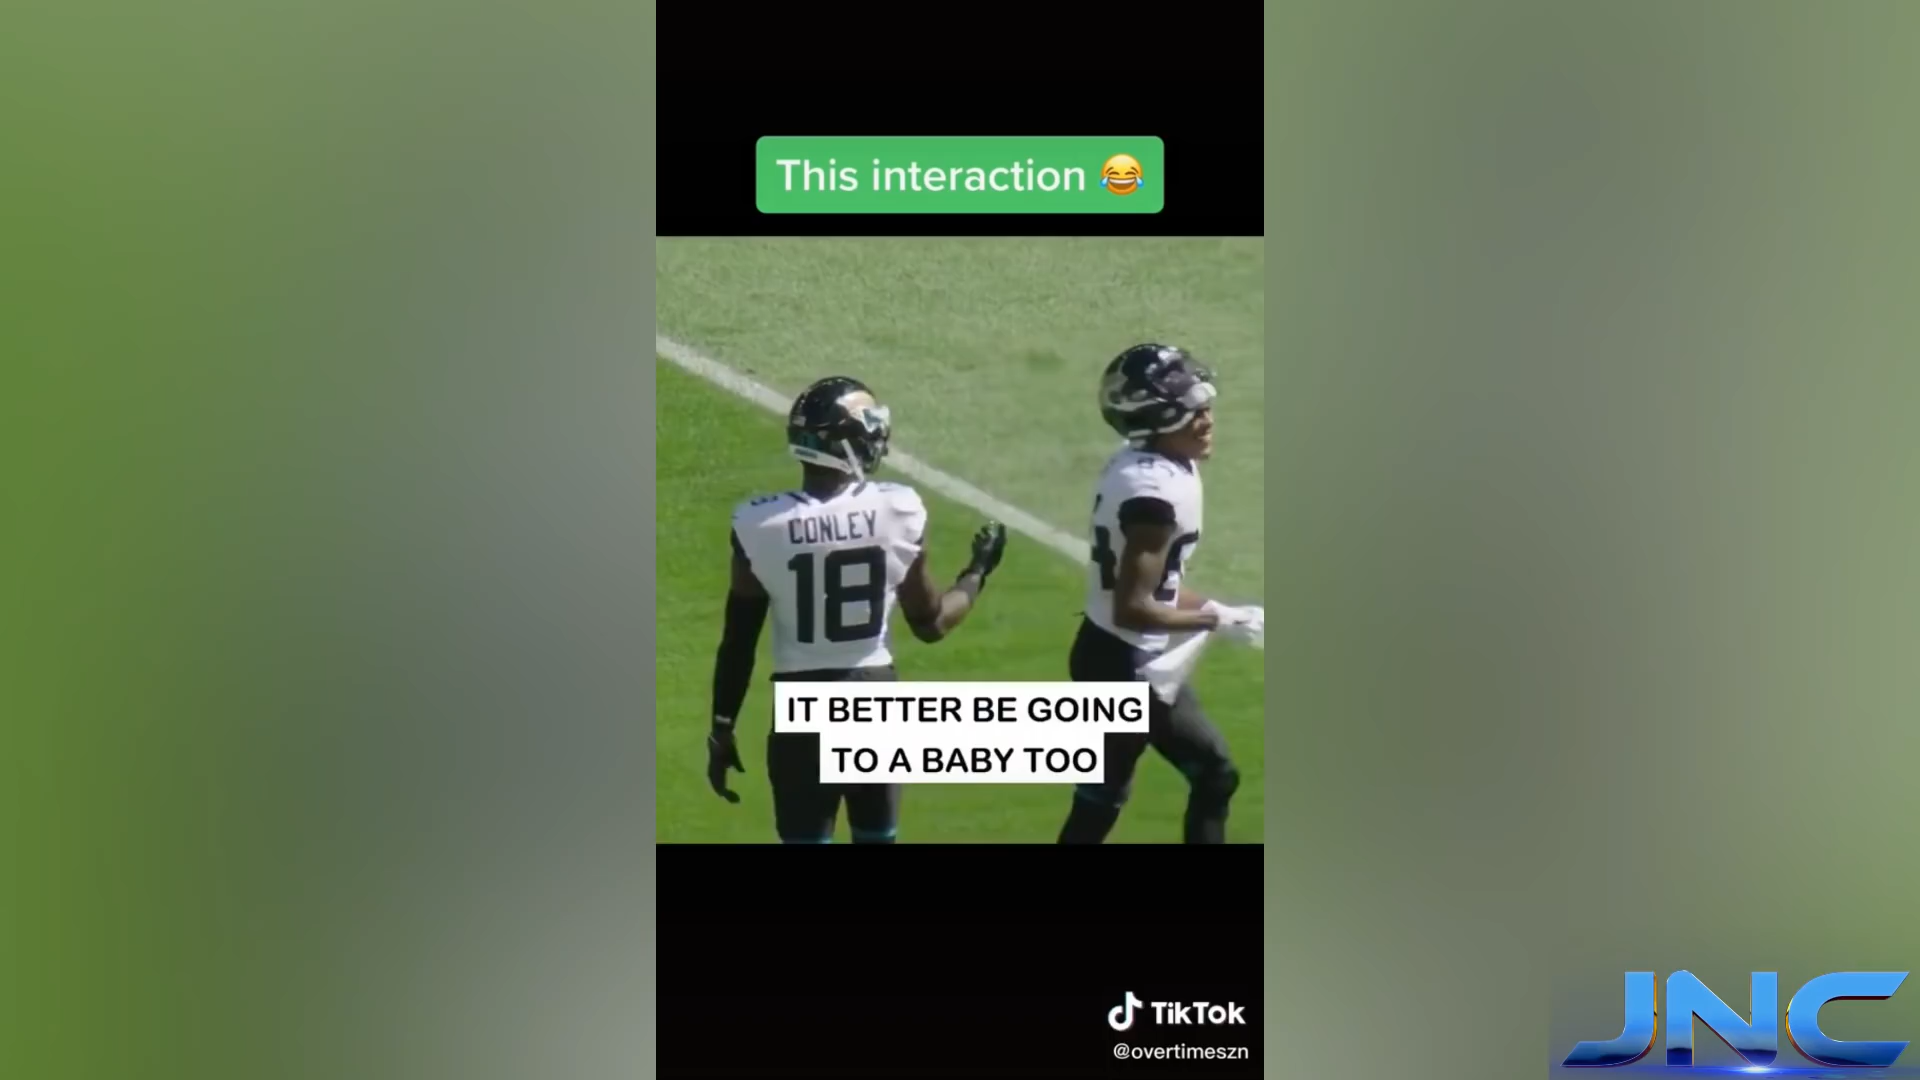 This interaction 😂
CONLEY
18
IT BETTER BE GOING
TO A BABY TOO
TikTok
@overtimeszn
JNC